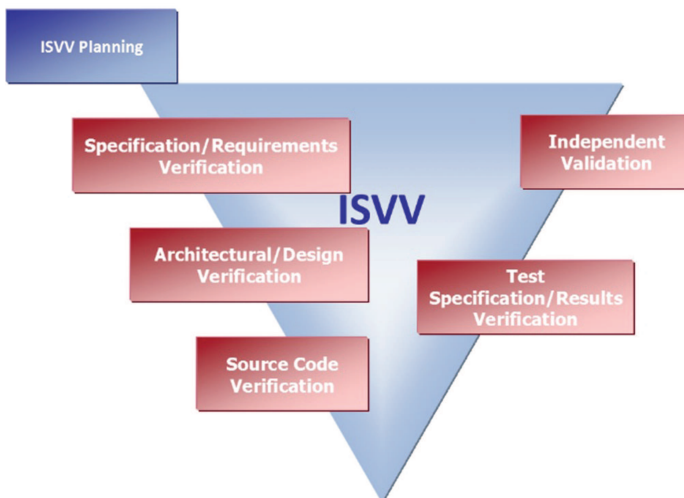 ISVV Planning
Specification/Requirements
Verification
Independent
Validation
ISVV
Architectural/Design
Verification
Test
Specification/Results
Verification
Source Code
Verification